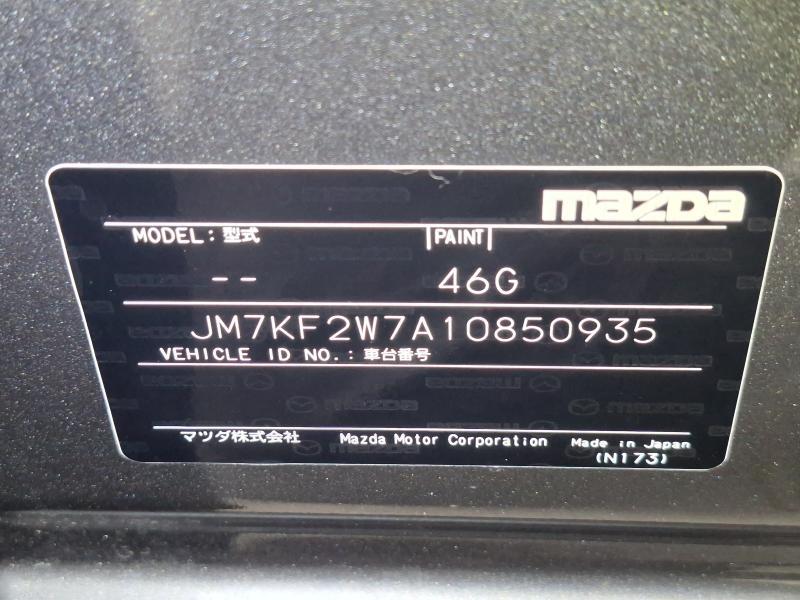 mazda
MODEL : 型式 PAINT
-- 46G
JM7KF2W7A10850935
VEHICLE ID NO. : 車台番号
マツダ株式会社 Mazda Motor Corporation Made in Japan
(N173)